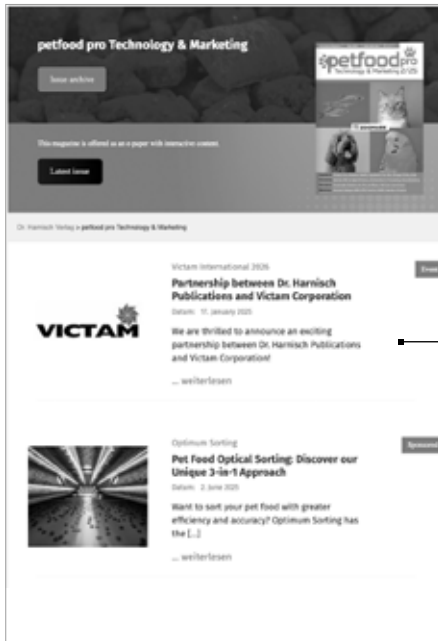 petfood pro Technology & Marketing
Issue archive
petfood pro
Technology & Marketing 2/25
This magazine is offered as an e-paper with interactive content.
Latest issue
Dr. Harnisch Verlag » petfood pro Technology & Marketing
Victam International 2026
Event
Partnership between Dr. Harnisch
Publications and Victam Corporation
Datum: 17. January 2025
VICTAM
We are thrilled to announce an exciting
partnership between Dr. Harnisch Publications
and Victam Corporation!
... weiterlesen
Optimum Sorting
Sponsored
Pet Food Optical Sorting: Discover our
Unique 3-in-1 Approach
Datum: 2. June 2025
Want to sort your pet food with greater
efficiency and accuracy? Optimum Sorting has
the [...]
... weiterlesen